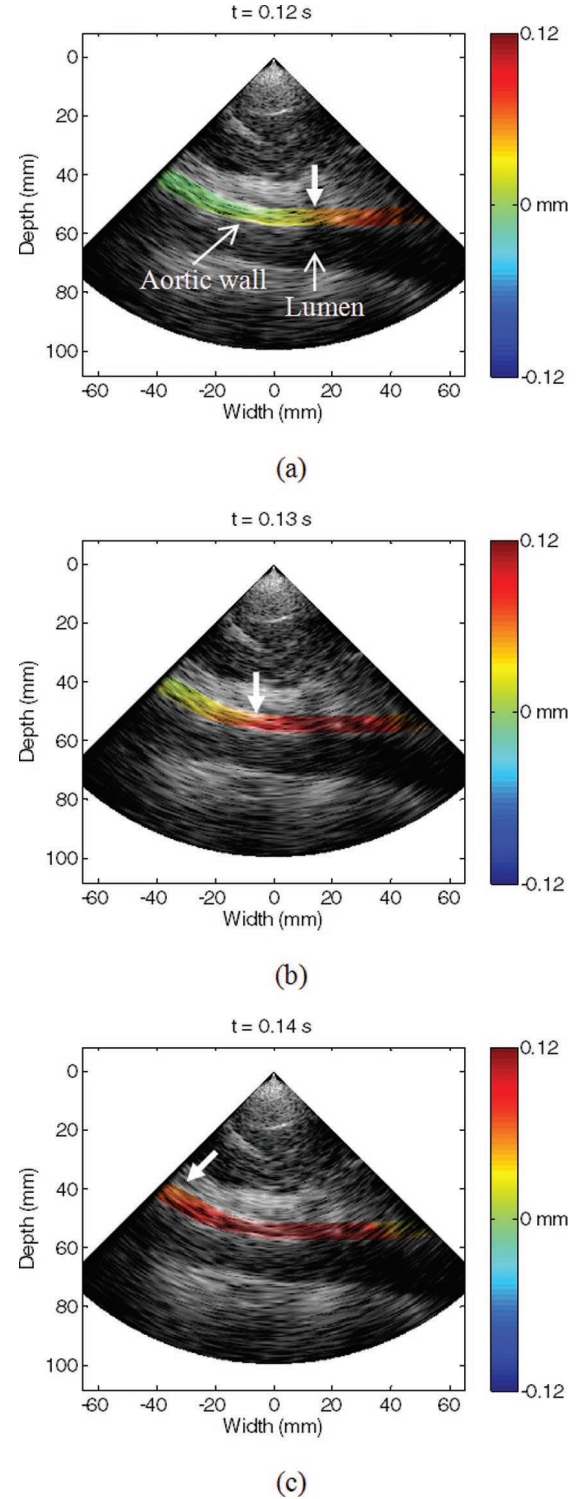 t = 0.12 s
0.12
0 mm
-0.12
0
20
40
60
80
100
Depth (mm)
Aortic wall
Lumen
-60 -40 -20 0 20 40 60
Width (mm)
(a)
t = 0.13 s
0.12
0 mm
-0.12
0
20
40
60
80
100
Depth (mm)
-60 -40 -20 0 20 40 60
Width (mm)
(b)
t = 0.14 s
0.12
0 mm
-0.12
0
20
40
60
80
100
Depth (mm)
-60 -40 -20 0 20 40 60
Width (mm)
(c)